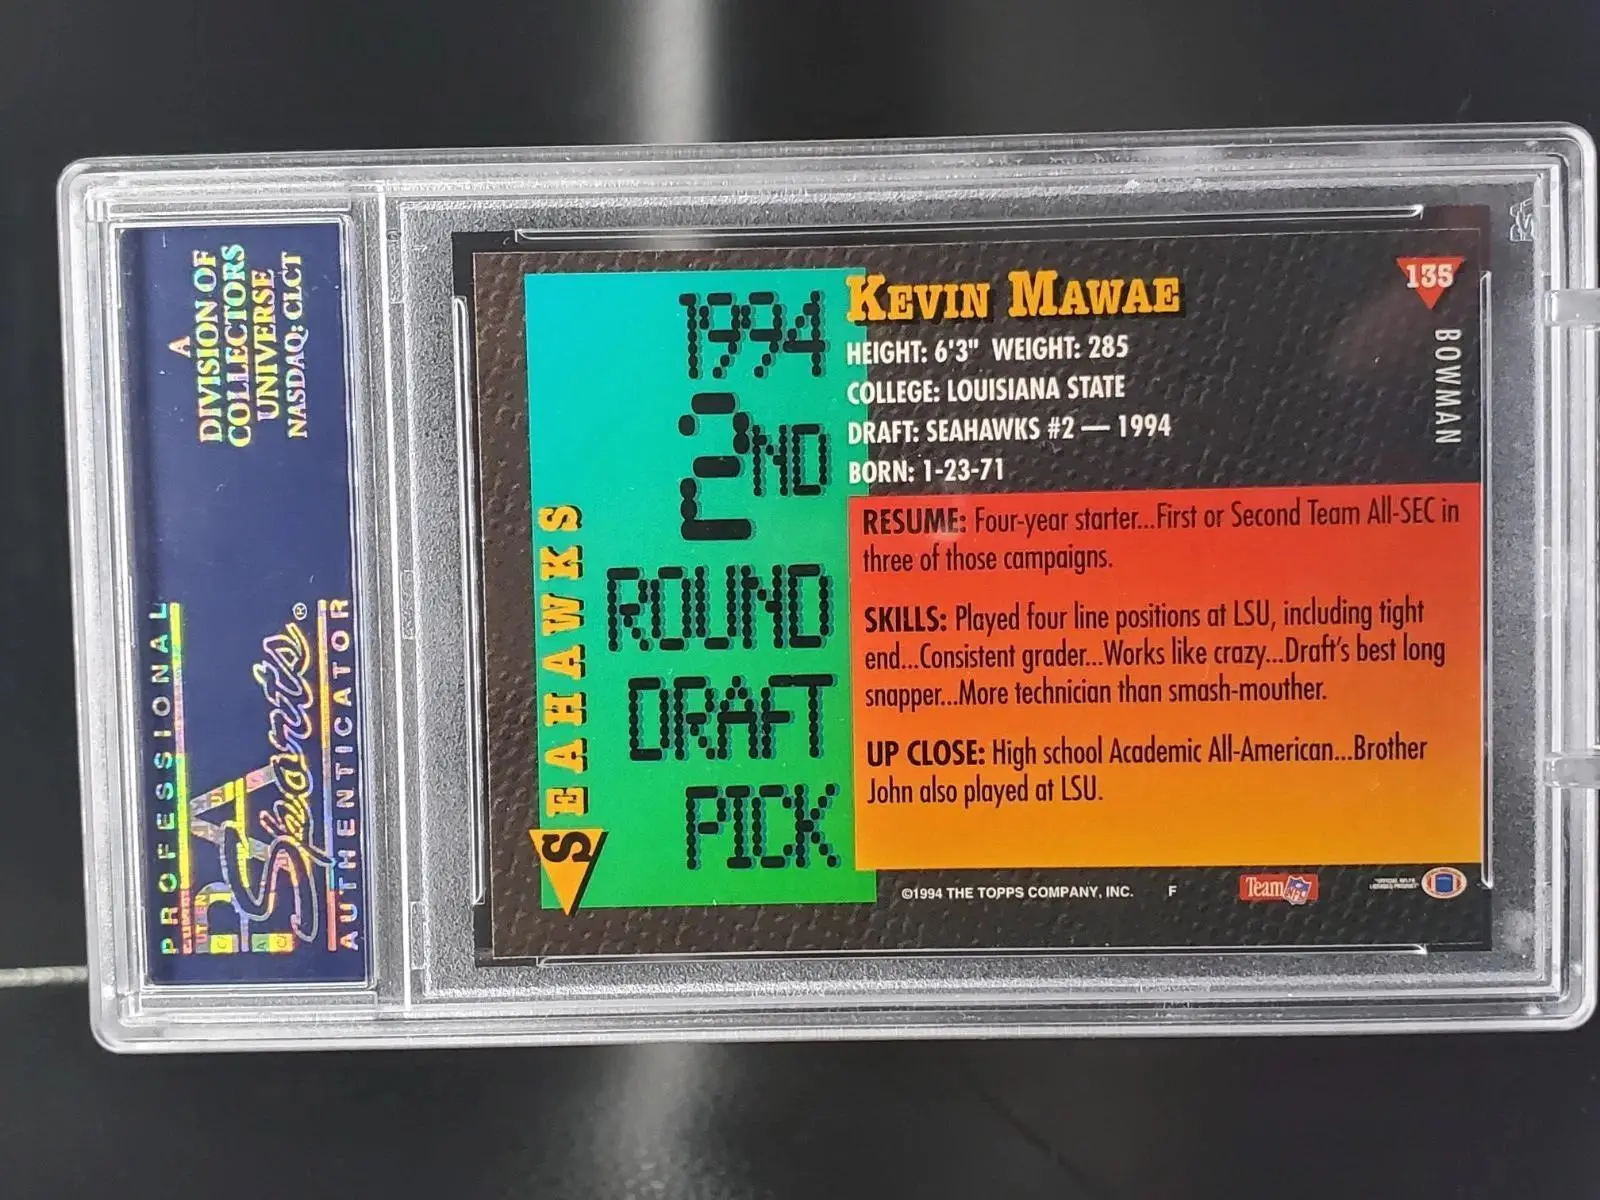 A
DIVISION OF
COLLECTORS
UNIVERSE
NASDAQ: CLCT
PROFESSIONAL
PSA
Sports®
AUTHENTICATOR
SEAHAWKS
1994
2ND
ROUND
DRAFT
PICK
KEVIN MAWAE
HEIGHT: 6'3" WEIGHT: 285
COLLEGE: LOUISIANA STATE
DRAFT: SEAHAWKS #2 — 1994
BORN: 1-23-71
135
BOWMAN
RESUME: Four-year starter...First or Second Team All-SEC in
three of those campaigns.
SKILLS: Played four line positions at LSU, including tight
end...Consistent grader...Works like crazy...Draft's best long
snapper...More technician than smash-mouther.
UP CLOSE: High school Academic All-American...Brother
John also played at LSU.
©1994 THE TOPPS COMPANY, INC. F
Team NFL